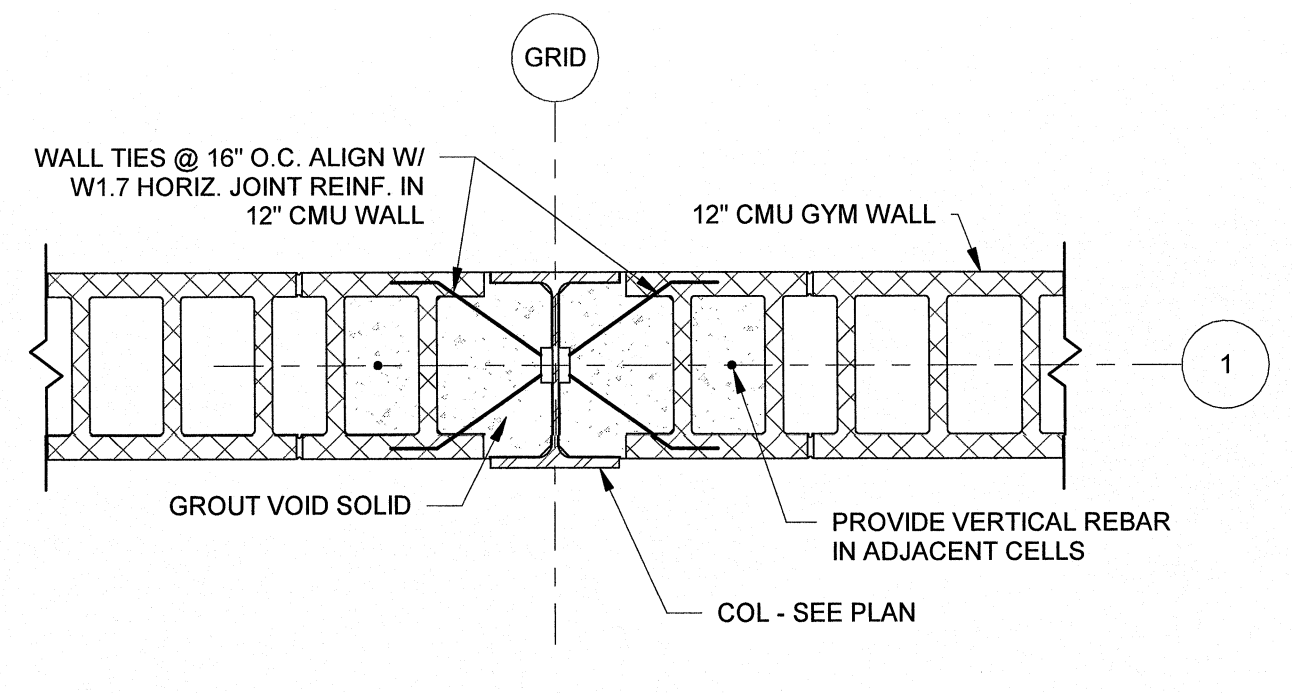 GRID
WALL TIES @ 16" O.C. ALIGN W/
W1.7 HORIZ. JOINT REINF. IN
12" CMU WALL
12" CMU GYM WALL
1
GROUT VOID SOLID
PROVIDE VERTICAL REBAR
IN ADJACENT CELLS
COL - SEE PLAN